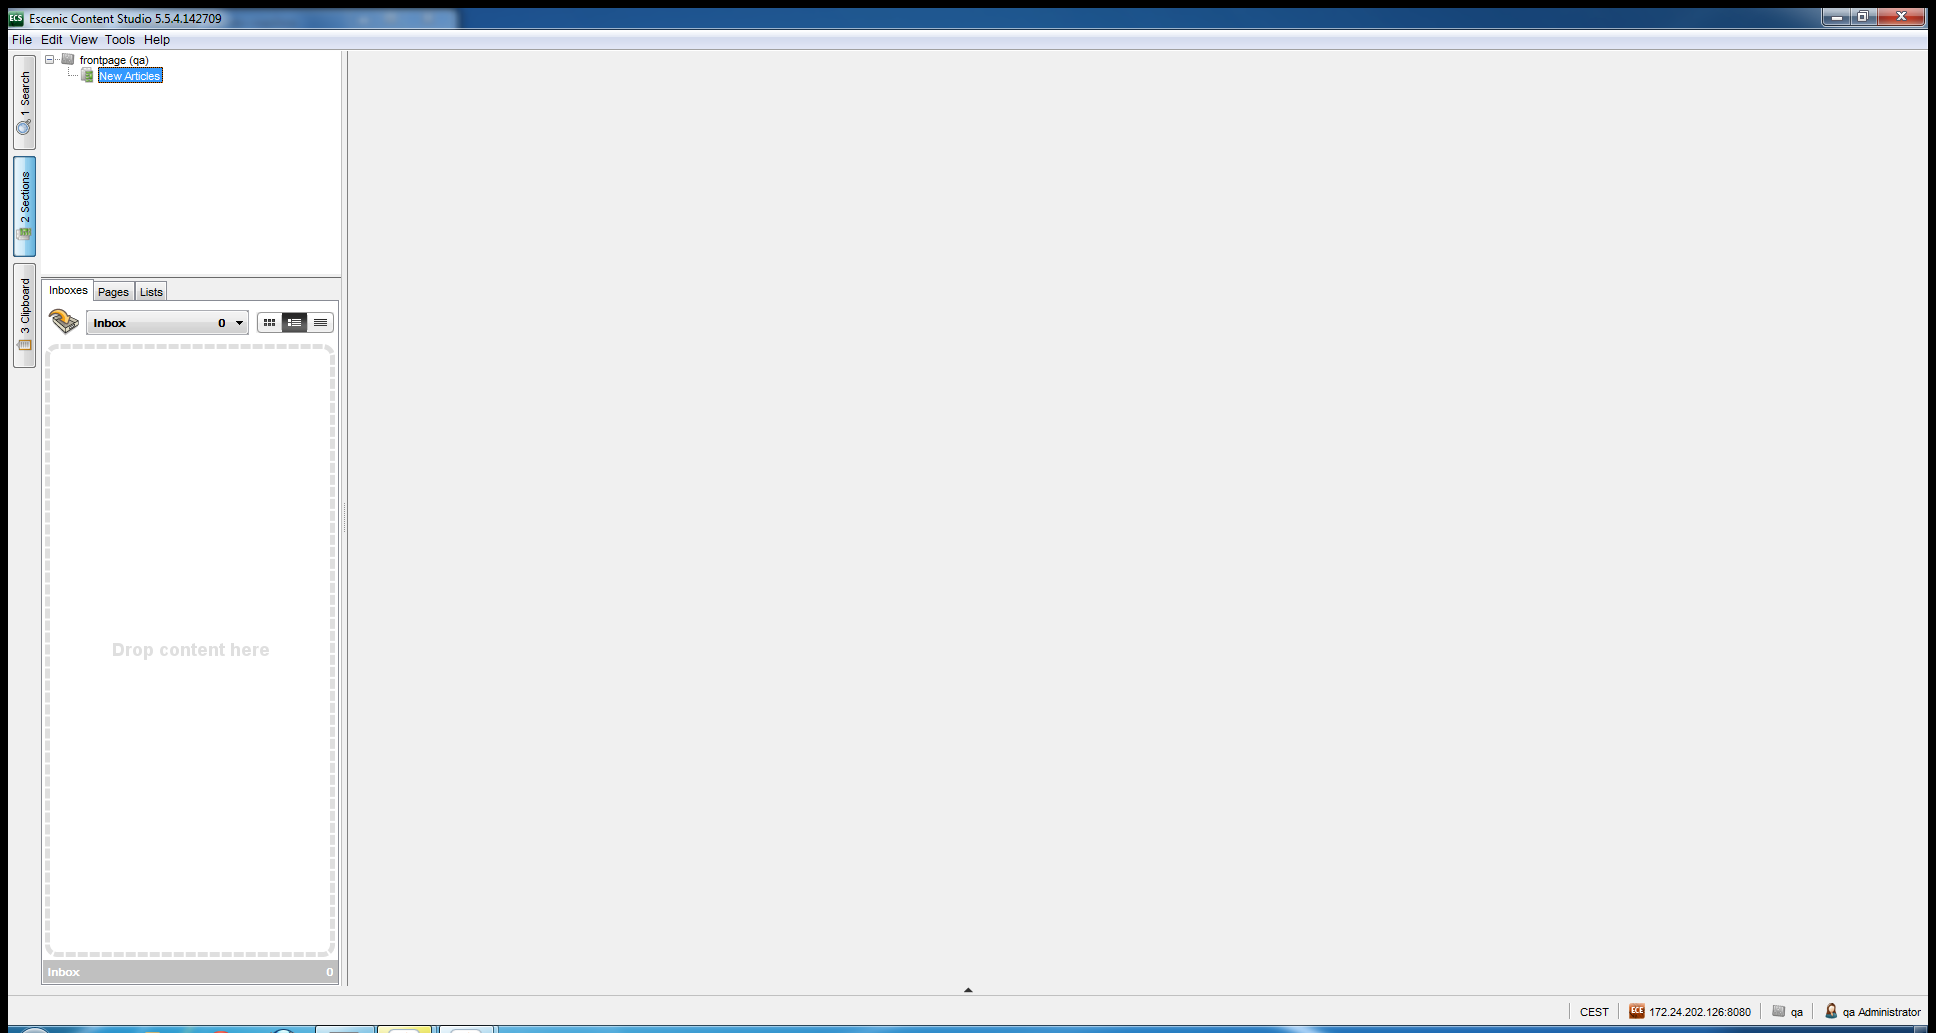 ECS Escenic Content Studio 5.5.4.142709
File Edit View Tools Help
1 Search
2 Sections
3 Clipboard
frontpage (qa)
New Articles
Inboxes Pages Lists
Inbox 0
Drop content here
Inbox 0
CEST ECE 172.24.202.126:8080 qa qa Administrator